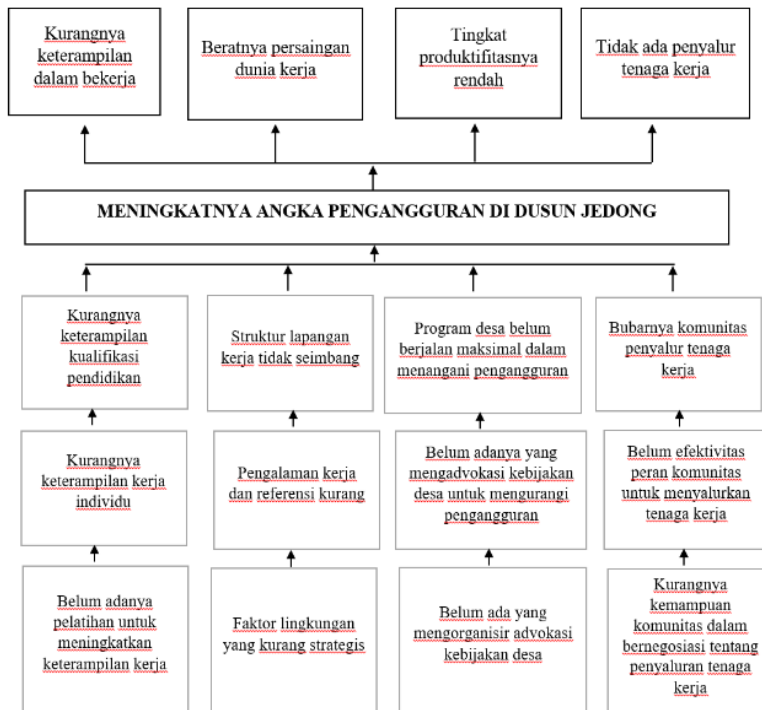 Kurangnya
keterampilan
dalam bekerja
Beratnya persaingan
dunia kerja
Tingkat
produktifitasnya
rendah
Tidak ada penyalur
tenaga kerja
MENINGKATNYA ANGKA PENGANGGURAN DI DUSUN JEDONG
Kurangnya
keterampilan
kualifikasi
pendidikan
Struktur lapangan
kerja tidak seimbang
Program desa belum
berjalan maksimal dalam
menangani pengangguran
Bubarnya komunitas
penyalur tenaga
kerja
Kurangnya
keterampilan kerja
individu
Pengalaman kerja
dan referensi kurang
Belum adanya yang
mengadvokasi kebijakan
desa untuk mengurangi
pengangguran
Belum efektivitas
peran komunitas
untuk menyalurkan
tenaga kerja
Belum adanya
pelatihan untuk
meningkatkan
keterampilan kerja
Faktor lingkungan
yang kurang strategis
Belum ada yang
mengorganisir advokasi
kebijakan desa
Kurangnya
kemampuan
komunitas dalam
bernegosiasi tentang
penyaluran tenaga
kerja